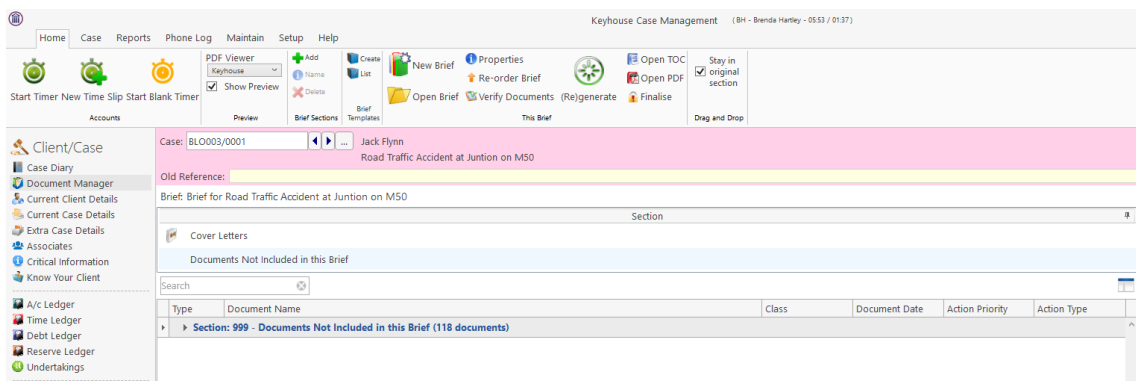 Keyhouse Case Management (BH - Brenda Hartley - 05:53 / 01:37)
Home Case Reports Phone Log Maintain Setup Help
Start Timer New Time Slip Start Blank Timer
Accounts
PDF Viewer
Keyhouse
Show Preview
Preview
Add
Name
Delete
Brief Sections
Create
List
Brief
Templates
New Brief
Open Brief
Properties
Re-order Brief
Verify Documents
(Re)generate
Open TOC
Open PDF
Finalise
This Brief
Stay in
original
section
Drag and Drop
Client/Case
Case Diary
Document Manager
Current Client Details
Current Case Details
Extra Case Details
Associates
Critical Information
Know Your Client
A/c Ledger
Time Ledger
Debt Ledger
Reserve Ledger
Undertakings
Case: BLO003/0001 ... Jack Flynn
Road Traffic Accident at Juntion on M50
Old Reference:
Brief: Brief for Road Traffic Accident at Juntion on M50
Section
Cover Letters
Documents Not Included in this Brief
Search
Type Document Name Class Document Date Action Priority Action Type
Section: 999 - Documents Not Included in this Brief (118 documents)